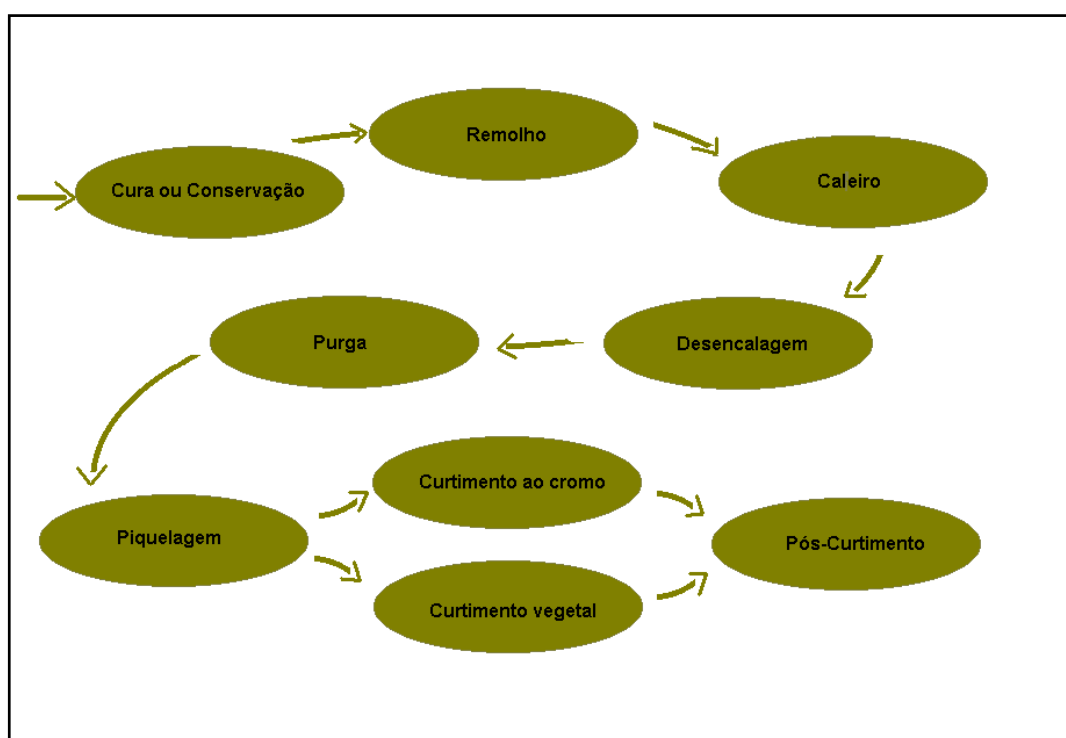 Cura ou Conservação
Remolho
Caleiro
Desencalagem
Purga
Piquelagem
Curtimento ao cromo
Curtimento vegetal
Pós-Curtimento